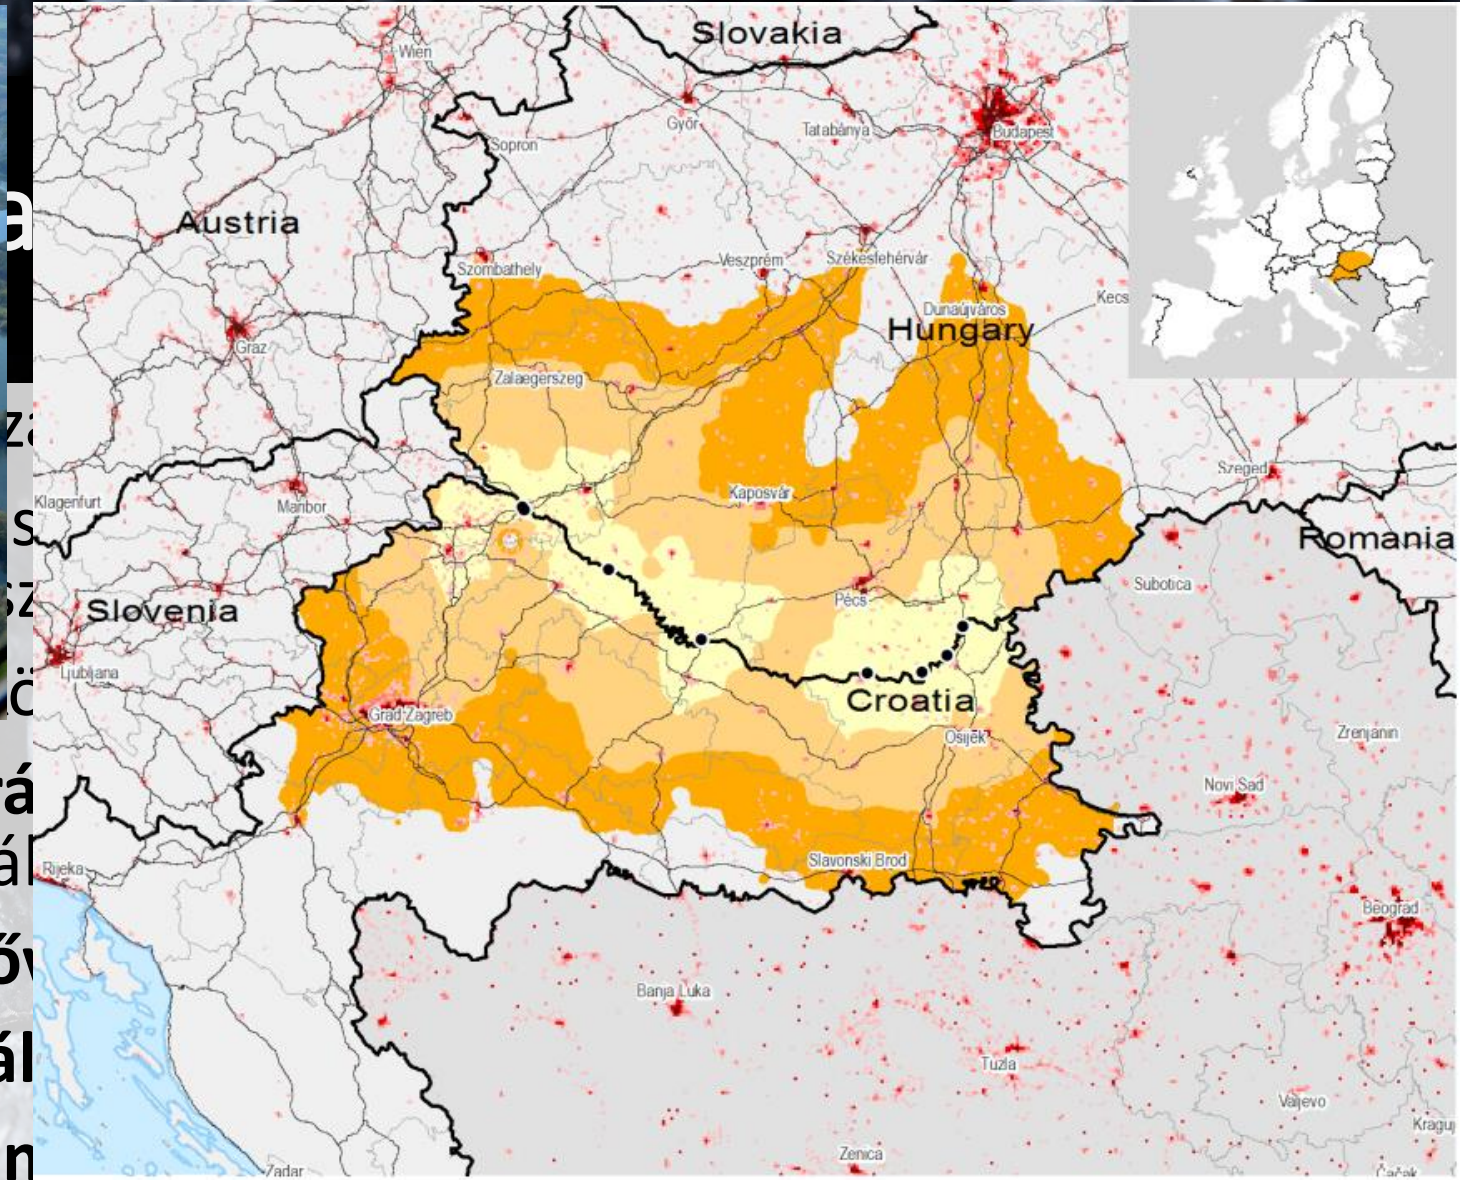 Slovakia
Wien
Győr
Tatabánya
Budapest
Sopron
Austria
Szombathely
Veszprém
Székesfehérvár
Kecs
Dunaújváros
Hungary
Graz
Zalaegerszeg
Szeged
Klagenfurt
Maribor
Kaposvár
Romania
Subotica
Pécs
Slovenia
Ljubljana
Croatia
Grad Zagreb
Osijek
Zrenjanin
Novi Sad
Slavonski Brod
Rijeka
Beograd
Banja Luka
Tuzla
Valjevo
Kraguj
Zenica
Zadar
Čačak